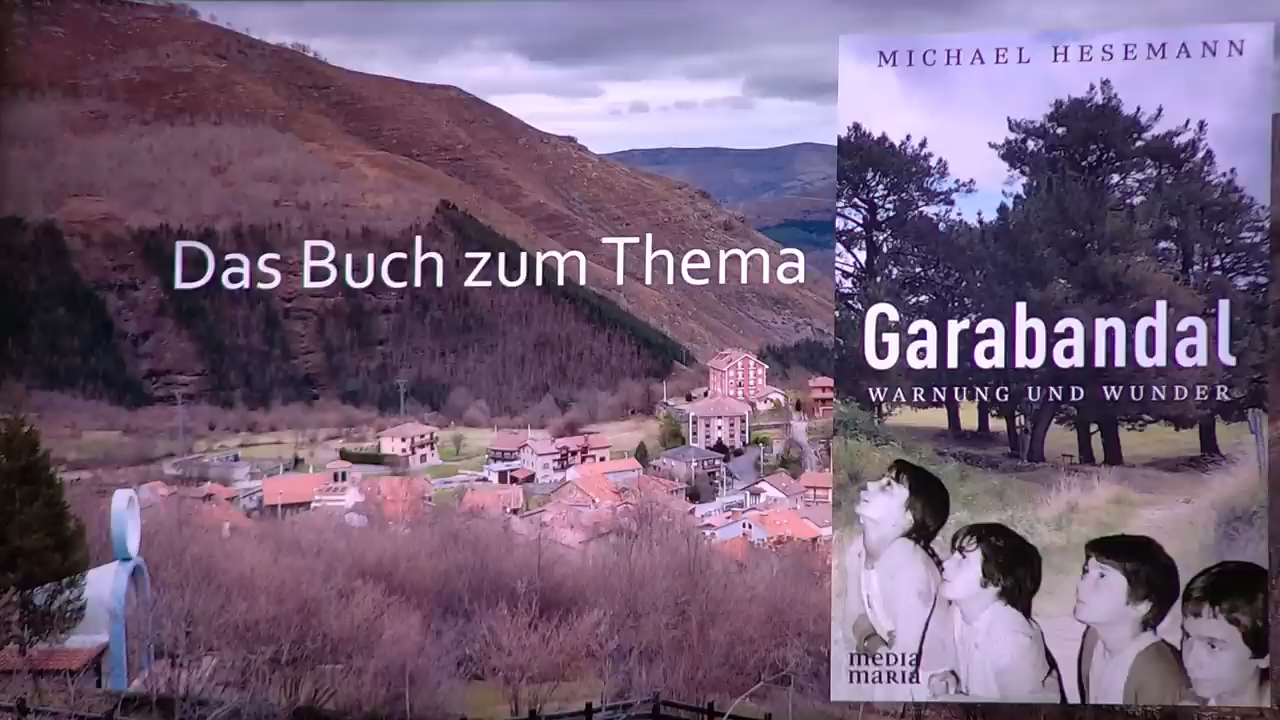 Das Buch zum Thema
MICHAEL HESEMANN
Garabandal
WARNUNG UND WUNDER
media
maria